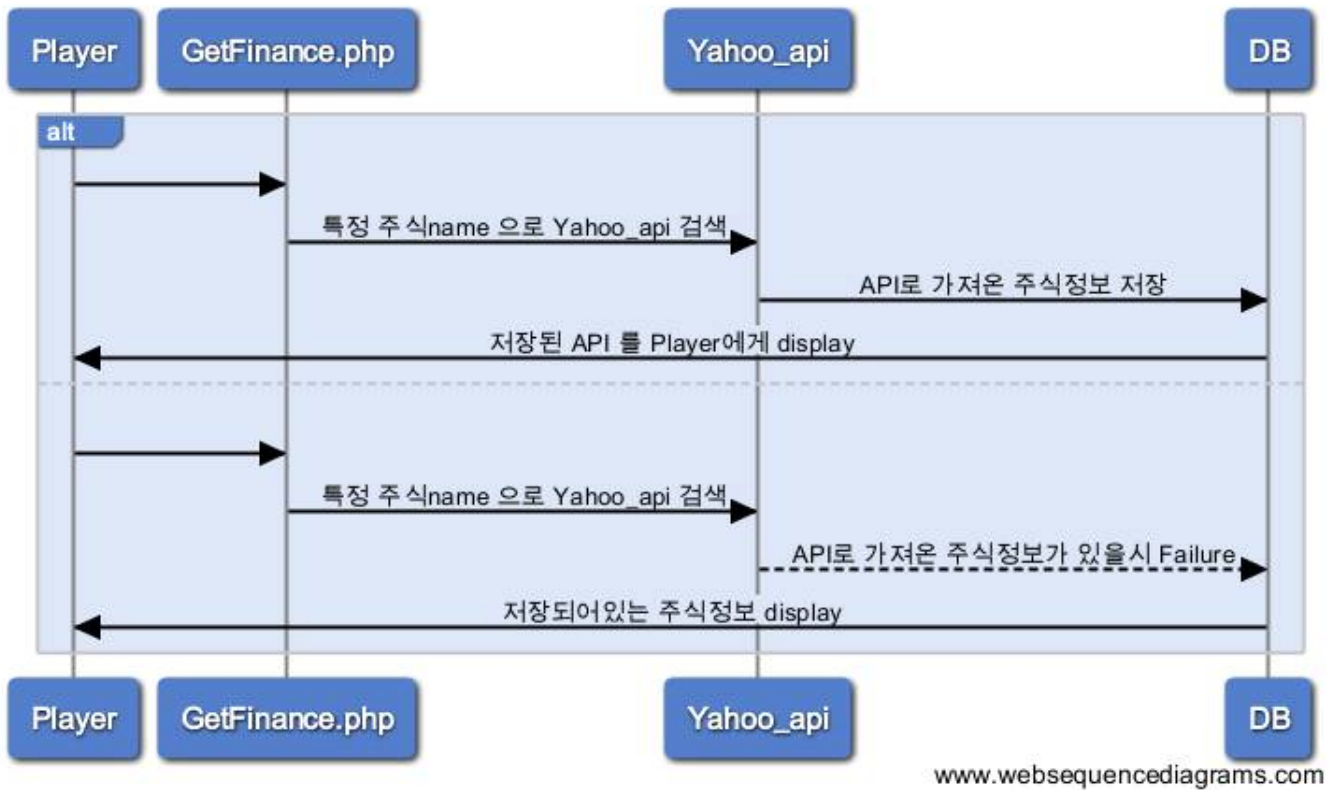 Player
GetFinance.php
Yahoo_api
DB
alt
특정 주식name 으로 Yahoo_api 검색
API로 가져온 주식정보 저장
저장된 API 를 Player에게 display
특정 주식name 으로 Yahoo_api 검색
API로 가져온 주식정보가 있을시 Failure
저장되어있는 주식정보 display
Player
GetFinance.php
Yahoo_api
DB
www.websequencediagrams.com